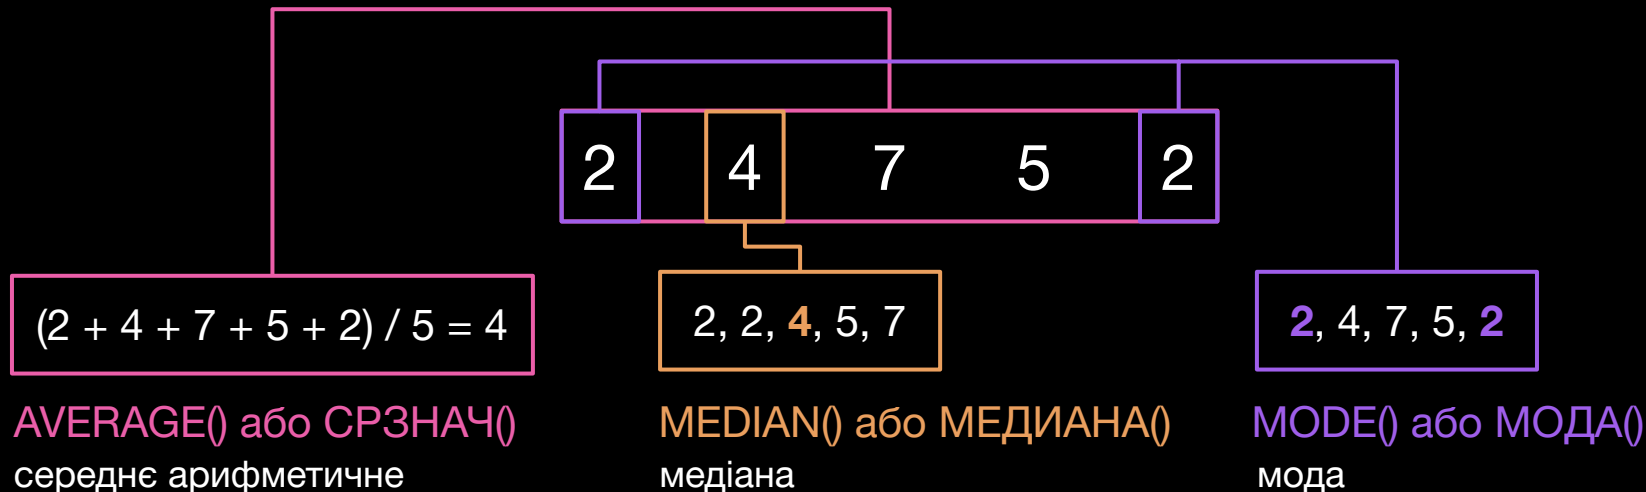 2 4 7 5 2
(2 + 4 + 7 + 5 + 2) / 5 = 4
2, 2, 4, 5, 7
2, 4, 7, 5, 2
AVERAGE() або СРЗНАЧ()
середнє арифметичне
MEDIAN() або МЕДИАНА()
медіана
MODE() або МОДА()
мода